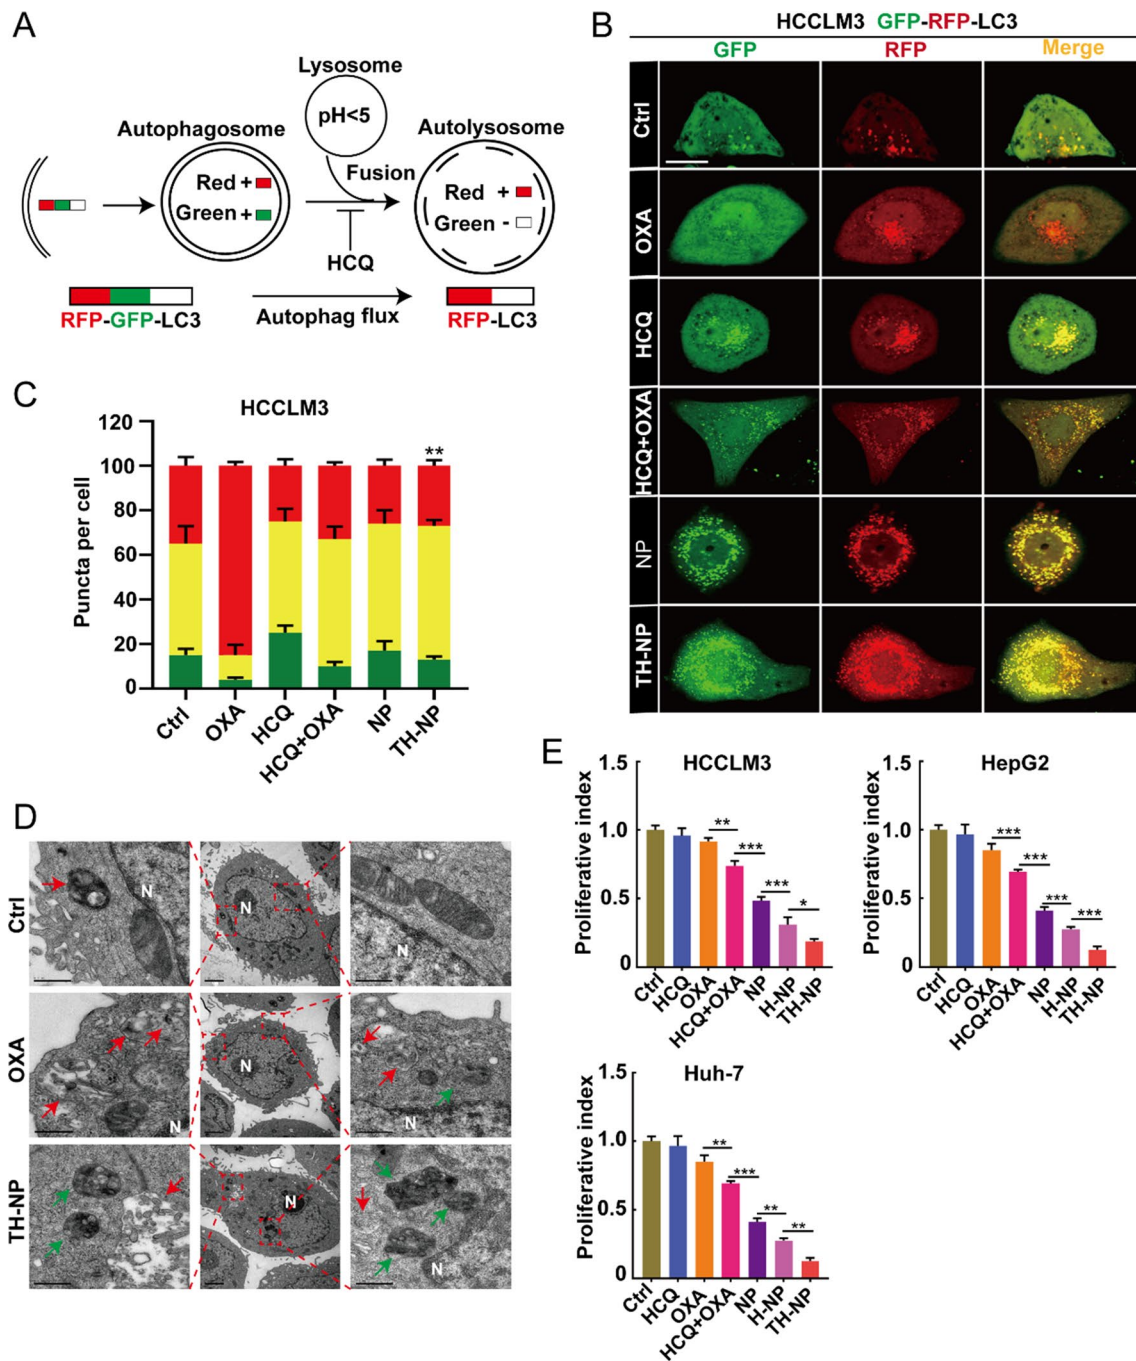 A
Lysosome
pH<5
Autophagosome
Autolysosome
Fusion
Red +
Green +
Red +
Green -
HCQ
RFP-GFP-LC3
Autophag flux
RFP-LC3
B
HCCLM3 GFP-RFP-LC3
GFP RFP Merge
Ctrl
OXA
HCQ
HCQ+OXA
NP
TH-NP
C
HCCLM3
Puncta per cell
120
100
80
60
40
20
0
**
Ctrl OXA HCQ HCQ+OXA NP TH-NP
D
Ctrl
N
N
N
OXA
N
N
N
TH-NP
N
N
E
HCCLM3
Proliferative index
1.5
1.0
0.5
0
** *** *** *
Ctrl HCQ OXA HCQ+OXA NP H-NP TH-NP
HepG2
Proliferative index
1.5
1.0
0.5
0
*** *** *** ***
Ctrl HCQ OXA HCQ+OXA NP H-NP TH-NP
Huh-7
Proliferative index
1.5
1.0
0.5
0
** *** ** **
Ctrl HCQ OXA HCQ+OXA NP H-NP TH-NP